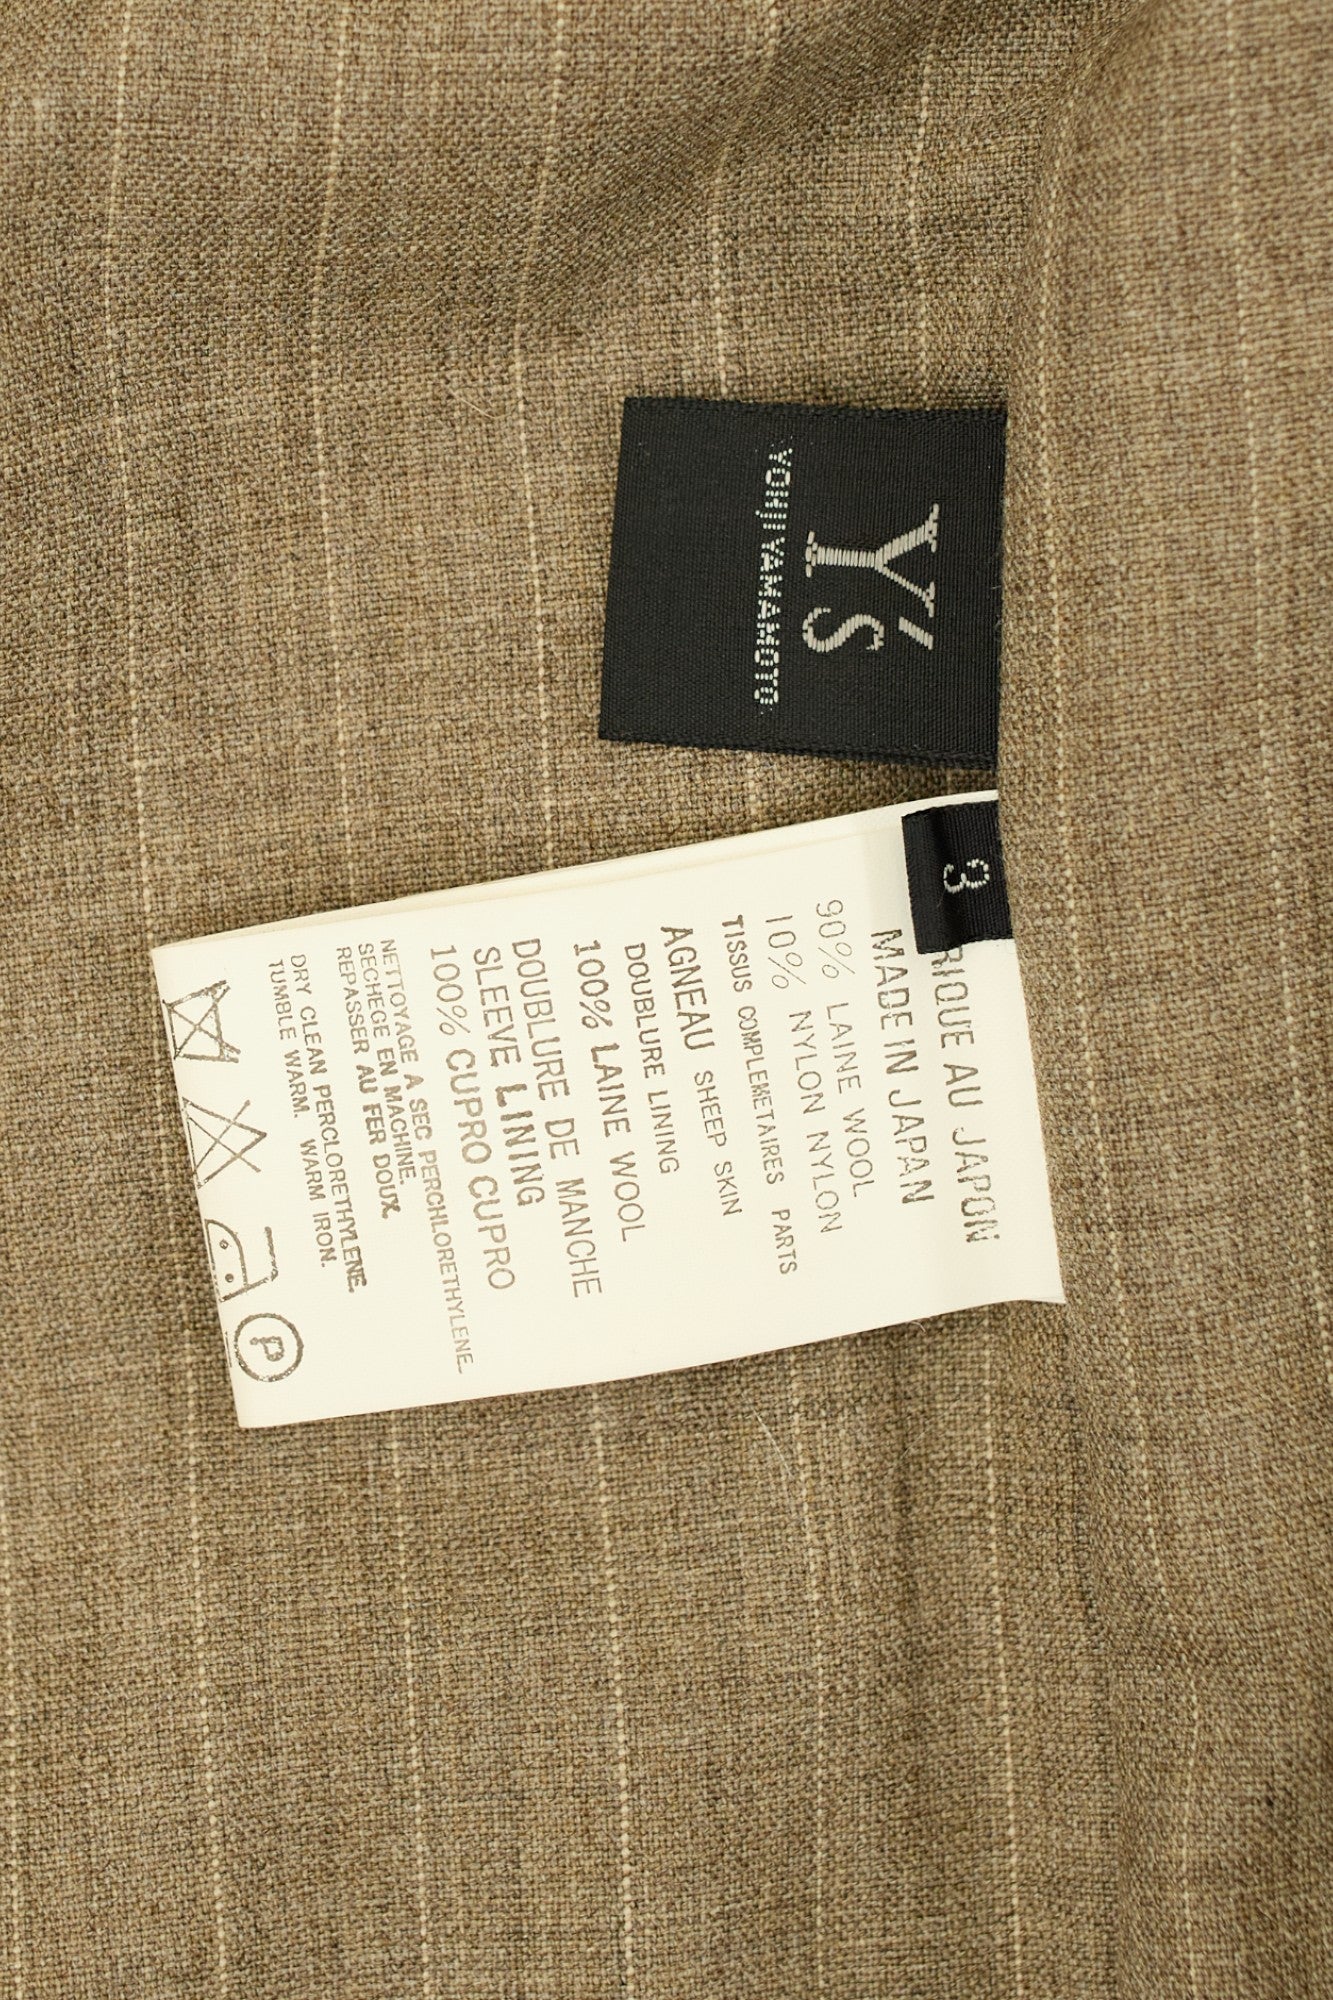 Y's
YOHJI YAMAMOTO.
3
RIQUE AU JAPON
MADE IN JAPAN
90% LAINE WOOL
10% NYLON NYLON
TISSUS COMPLEMETAIRES PARTS
AGNEAU SHEEP SKIN
DOUBLURE LINING
100% LAINE WOOL
DOUBLURE DE MANCHE
SLEEVE LINING
100% CUPRO CUPRO
NETTOYAGE A SEC PERCHLORETHYLENE.
SECHEGE EN MACHINE.
REPASSER AU FER DOUX.
DRY CLEAN PERCLORETHYLENE.
TUMBLE WARM. WARM IRON.
P